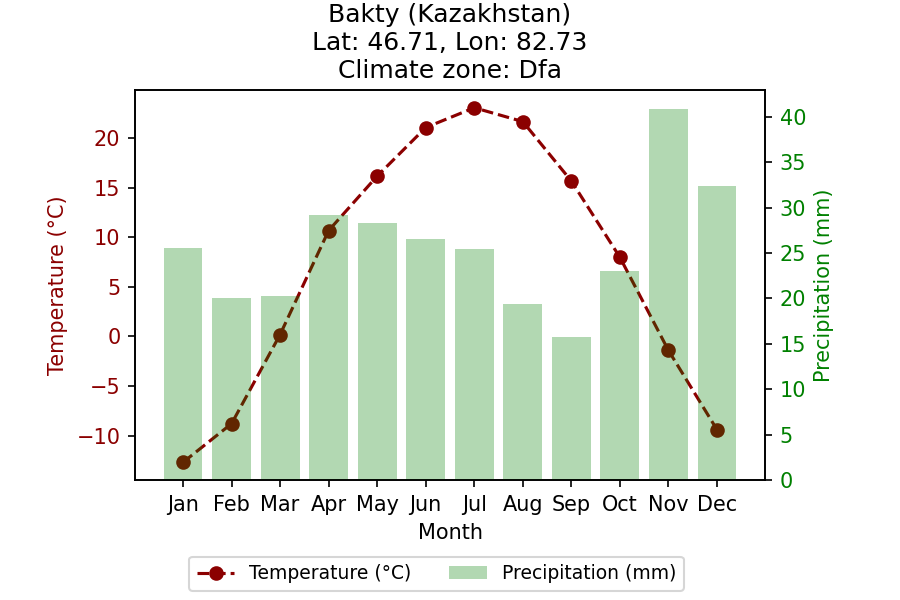 Bakty (Kazakhstan)
Lat: 46.71, Lon: 82.73
Climate zone: Dfa
Temperature (°C)
20
15
10
5
0
−5
−10
Precipitation (mm)
40
35
30
25
20
15
10
5
0
Jan Feb Mar Apr May Jun Jul Aug Sep Oct Nov Dec
Month
Temperature (°C) Precipitation (mm)